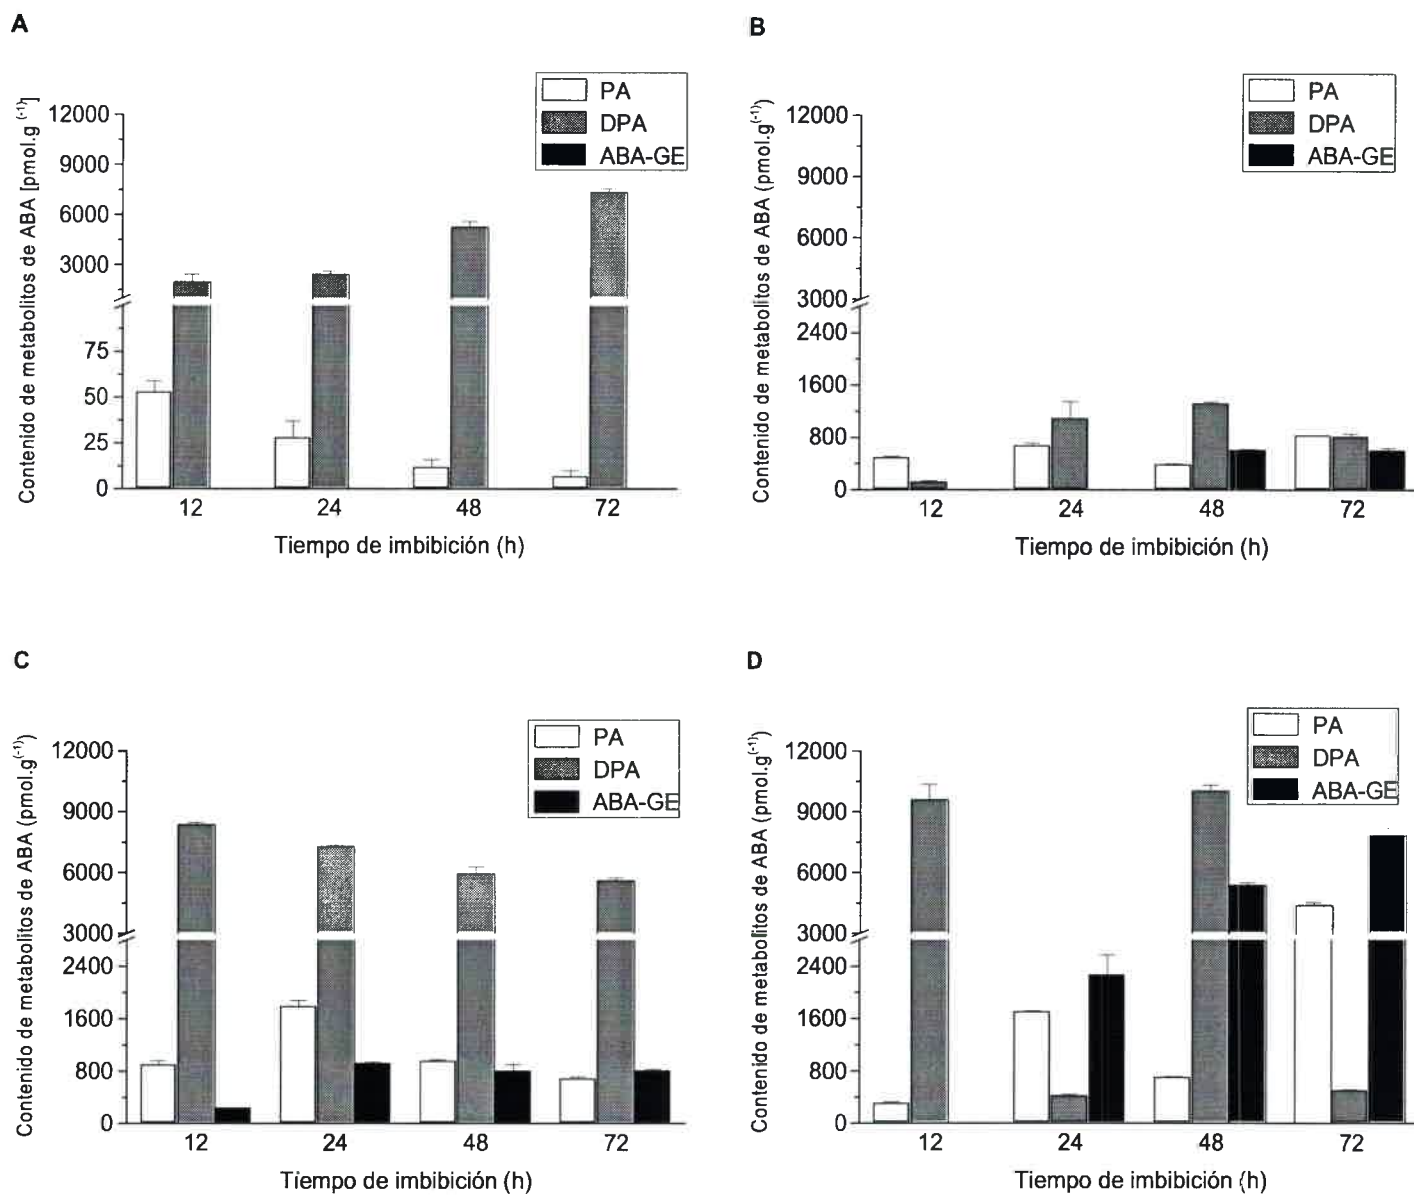 A
PA
DPA
ABA-GE
Contenido de metabolitos de ABA [pmol.g (-1)]
12000
9000
6000
3000
75
50
25
0
12 24 48 72
Tiempo de imbibición (h)
B
PA
DPA
ABA-GE
Contenido de metabolitos de ABA (pmol.g(-1))
12000
9000
6000
3000
2400
1600
800
0
12 24 48 72
Tiempo de imbibición (h)
C
PA
DPA
ABA-GE
Contenido de metabolitos de ABA (pmol.g(-1))
12000
9000
6000
3000
2400
1600
800
0
12 24 48 72
Tiempo de imbibición (h)
D
PA
DPA
ABA-GE
Contenido de metabolitos de ABA (pmol.g(-1))
12000
9000
6000
3000
2400
1600
800
0
12 24 48 72
Tiempo de imbibición (h)